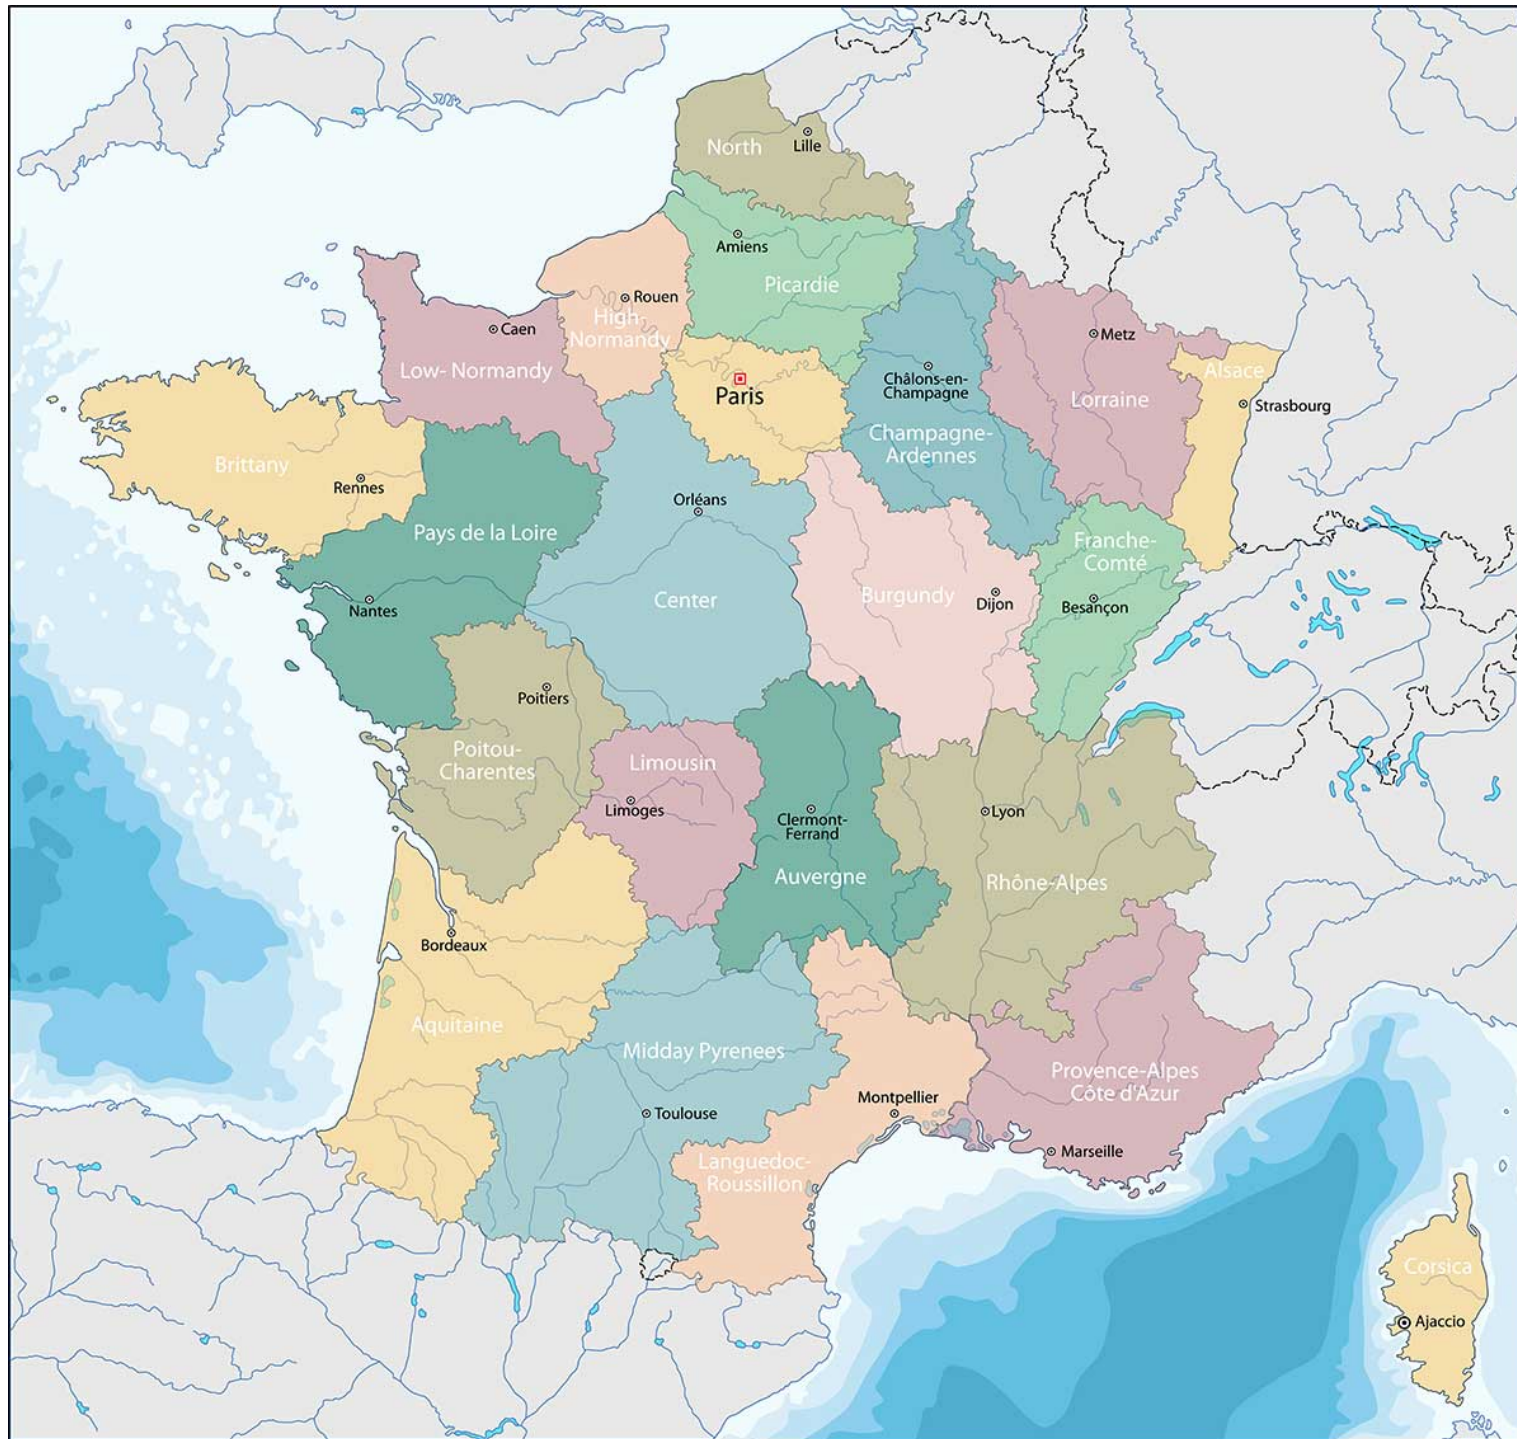 North
Lille
Amiens
Picardie
Rouen
High-
Normandy
Caen
Low- Normandy
Metz
Lorraine
Alsace
Strasbourg
Châlons-en-
Champagne
Champagne-
Ardennes
Paris
Brittany
Rennes
Pays de la Loire
Nantes
Orléans
Center
Burgundy
Dijon
Franche-
Comté
Besançon
Poitiers
Poitou-
Charentes
Limousin
Limoges
Clermont-
Ferrand
Auvergne
Lyon
Rhône-Alpes
Bordeaux
Aquitaine
Midday Pyrenees
Toulouse
Montpellier
Languedoc-
Roussillon
Provence-Alpes
Côte d'Azur
Marseille
Corsica
Ajaccio